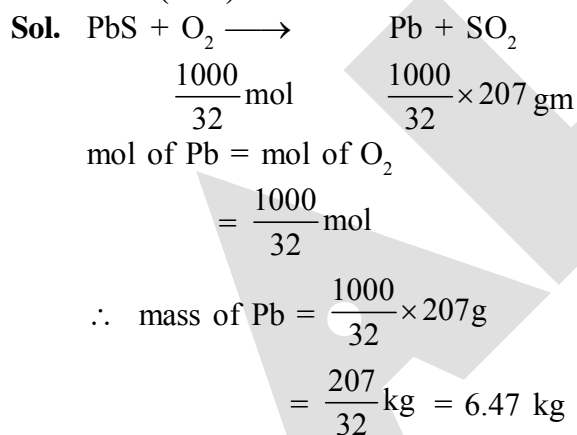 Sol. PbS + O₂ ⟶ Pb + SO₂
1000/32 mol 1000/32 × 207 gm
mol of Pb = mol of O₂
= 1000/32 mol
∴ mass of Pb = 1000/32 × 207g
= 207/32 kg = 6.47 kg